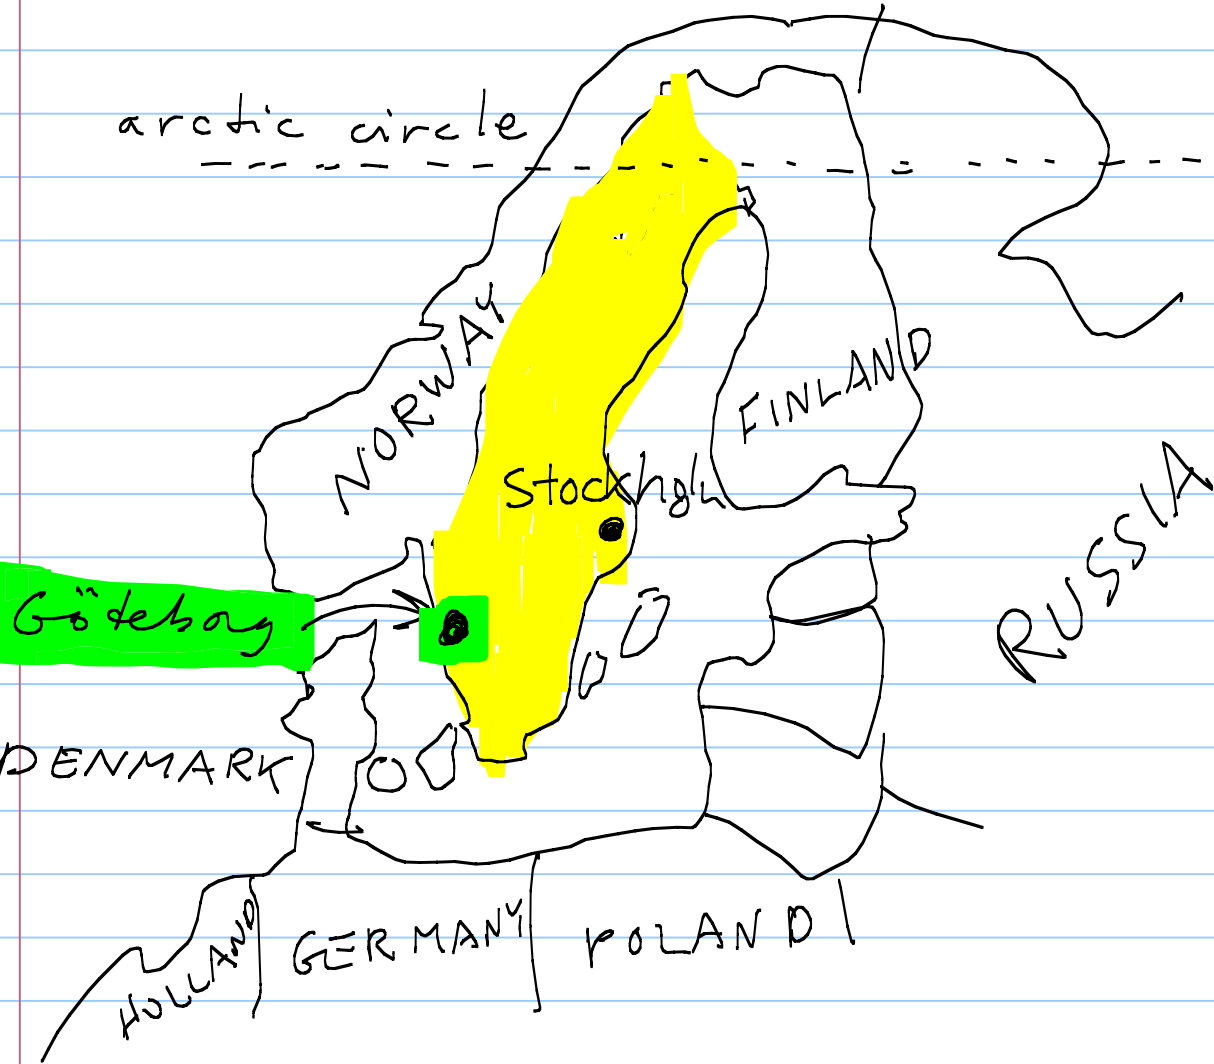 arctic circle
NORWAY
FINLAND
Stockholm
RUSSIA
Göteborg
DENMARK
HOLLAND
GERMANY
POLAND